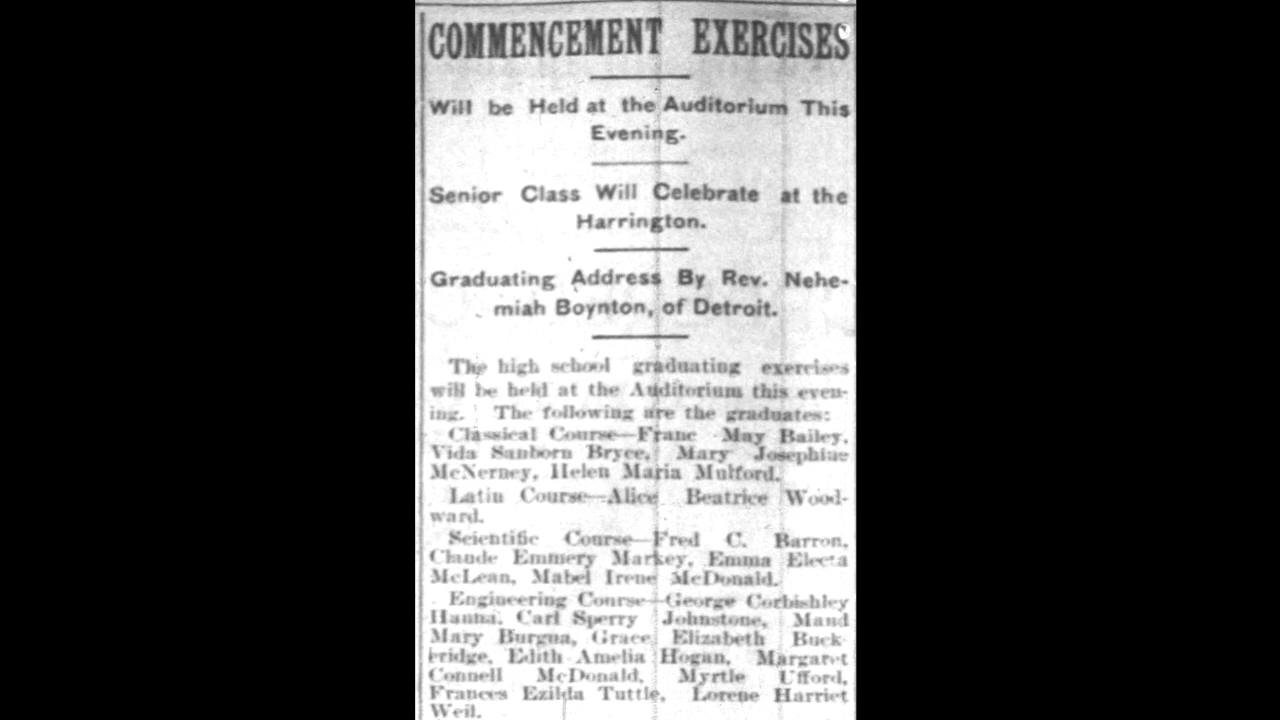 COMMENCEMENT EXERCISES
Will be Held at the Auditorium This
Evening.
Senior Class Will Celebrate at the
Harrington.
Graduating Address By Rev. Nehe-
miah Boynton, of Detroit.
The high school graduating exercises
will be held at the Auditorium this even-
ing. The following are the graduates:
Classical Course—Franc May Bailey,
Vida Sanborn Bryce, Mary Josephine
McNerney, Helen Maria Mulford.
Latin Course—Alice Beatrice Wood-
ward.
Scientific Course—Fred C. Barron,
Claude Emmery Markey, Emma Electa
McLean, Mabel Irene McDonald.
Engineering Course—George Corbishley
Hanna, Carl Sperry Johnstone, Maud
Mary Burgua, Grace Elizabeth Buck-
eridge, Edith Amelia Hogan, Margaret
Connell McDonald, Myrtle Ufford,
Frances Ezilda Tuttle, Lorene Harriet
Weil.